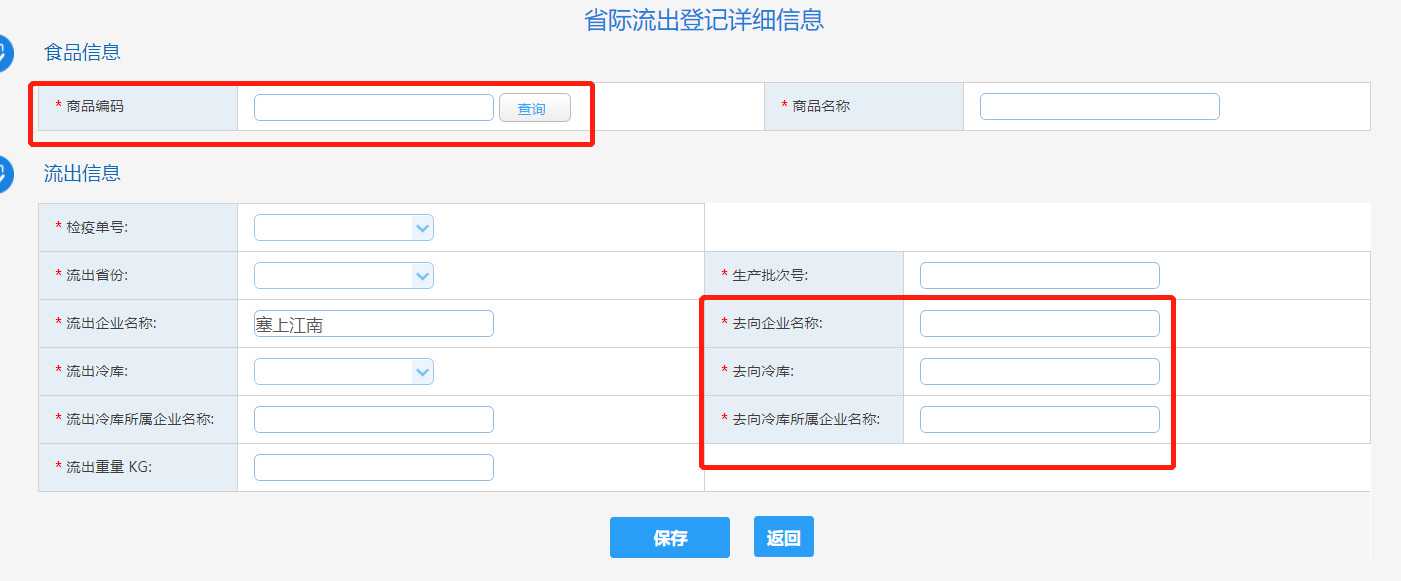 省际流出登记详细信息
食品信息
* 商品编码 查询 * 商品名称
流出信息
* 检疫单号:
* 流出省份: * 生产批次号:
* 流出企业名称: 塞上江南 * 去向企业名称:
* 流出冷库: * 去向冷库:
* 流出冷库所属企业名称: * 去向冷库所属企业名称:
* 流出重量 KG:
保存 返回